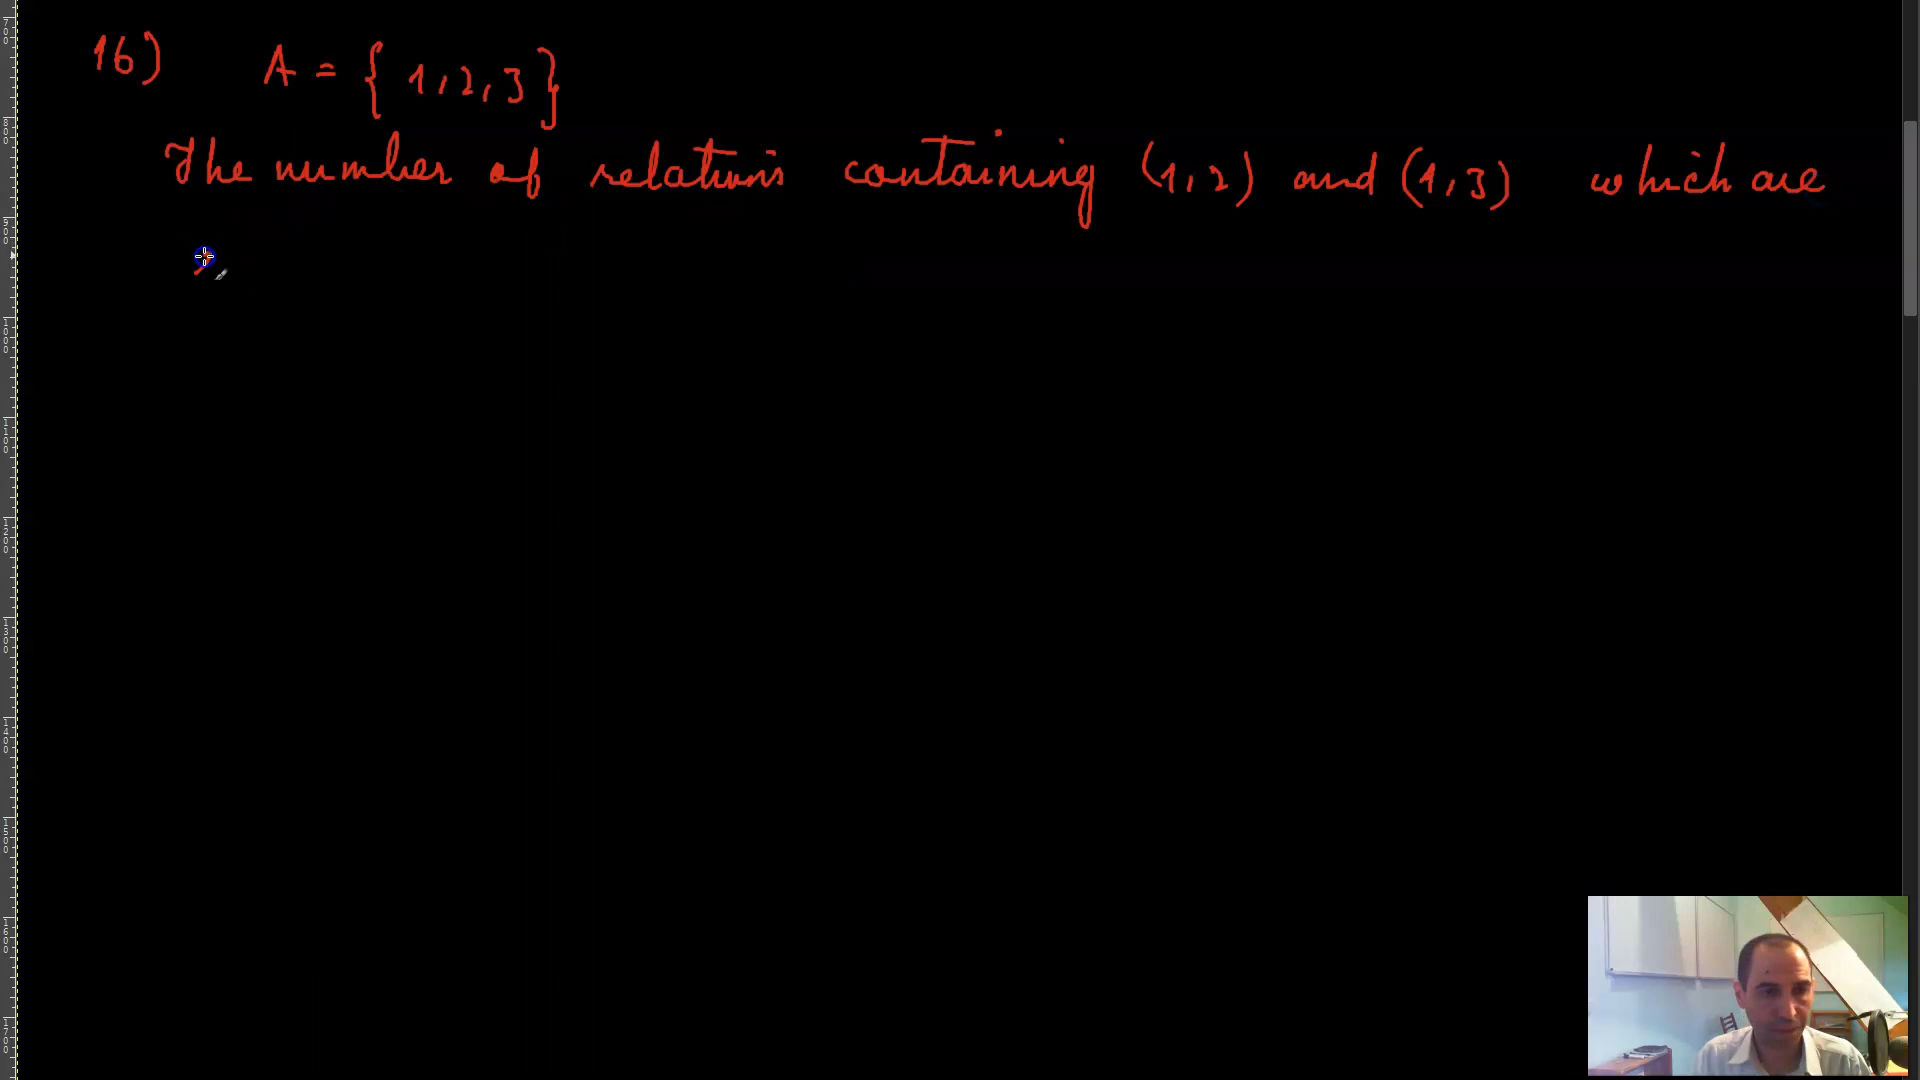 16) A = { 1, 2, 3 }
The number of relations containing (1, 2) and (1, 3) which are